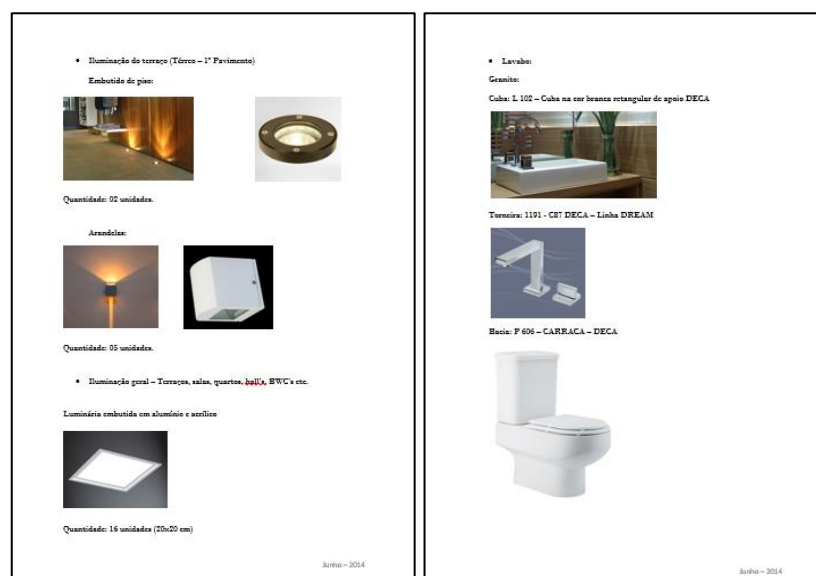 • Iluminação do terraço (Térreo – 1º Pavimento)
Embutido de piso:
Quantidade: 02 unidades.
Arandelas:
Quantidade: 05 unidades.
• Iluminação geral – Terraços, salas, quartos, hall's, BWC's etc.
Luminária embutida em alumínio e acrílico
Quantidade: 16 unidades (20x20 cm)
Junho – 2014
• Lavabo:
Granito:
Cuba: L 102 – Cuba na cor branca retangular de apoio DECA
Torneira: 1191 - C87 DECA – Linha DREAM
Bacia: P 606 – CARRACA – DECA
Junho – 2014